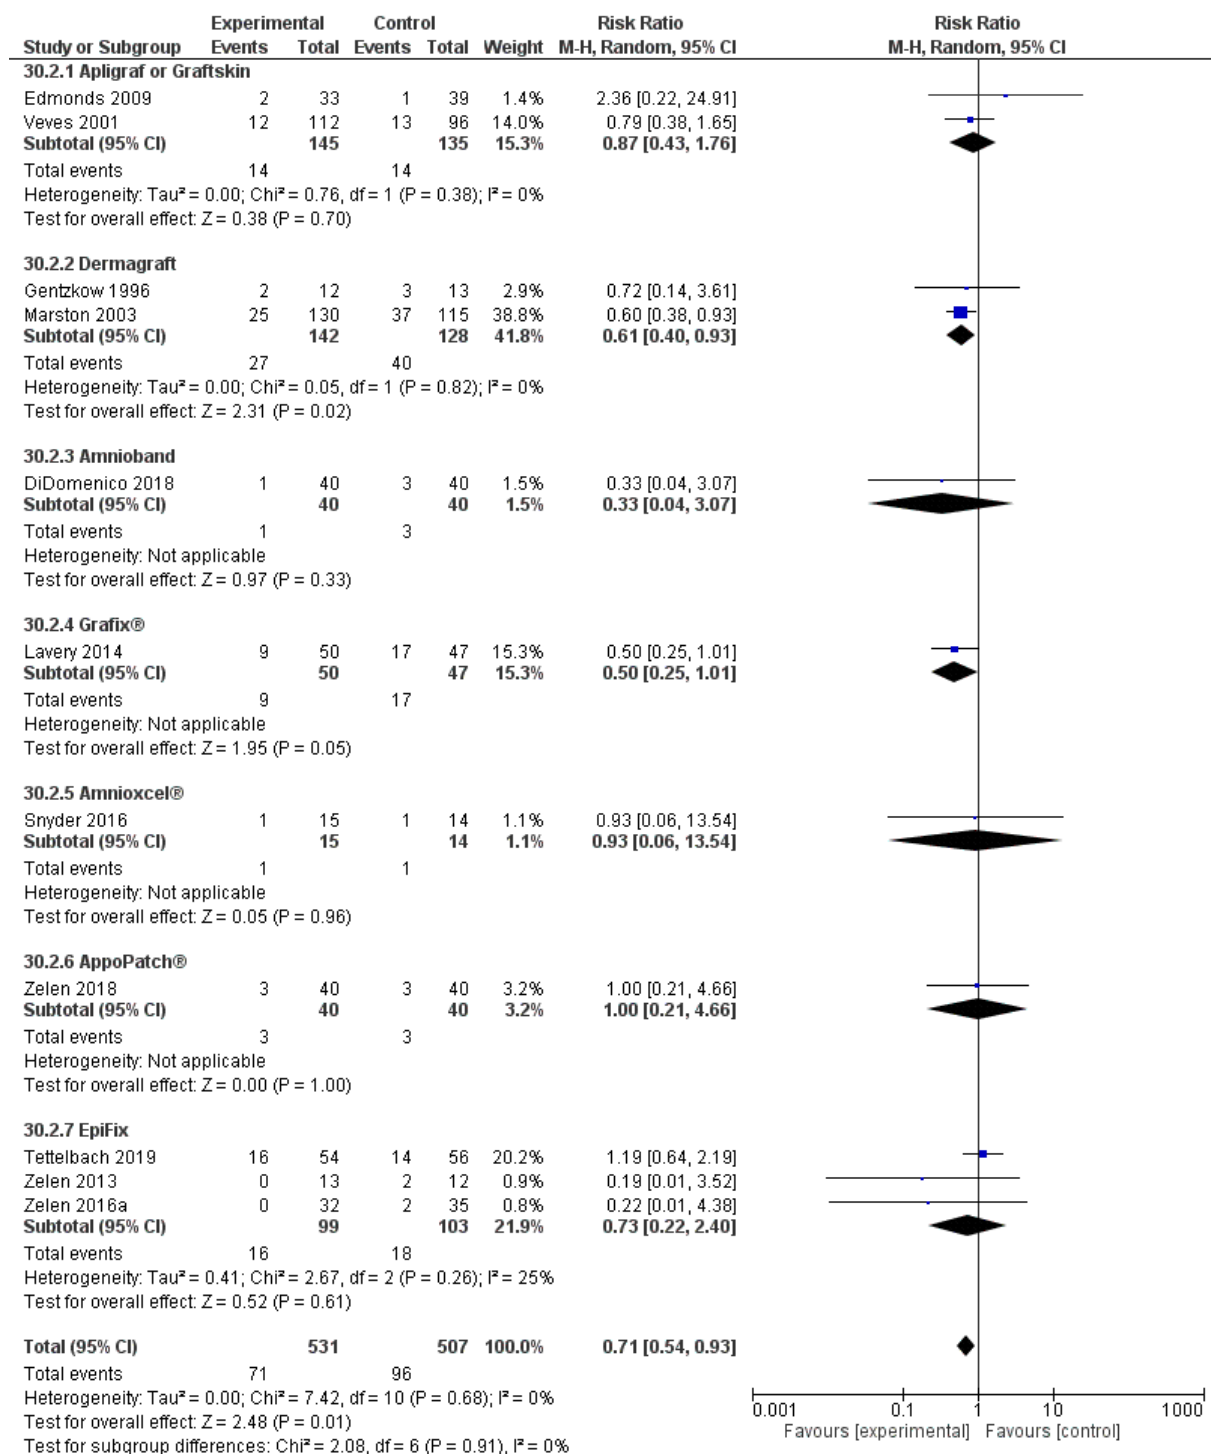 Experimental Control Risk Ratio Risk Ratio
Study or Subgroup Events Total Events Total Weight M-H, Random, 95% CI M-H, Random, 95% CI
30.2.1 Apligraf or Graftskin
Edmonds 2009 2 33 1 39 1.4% 2.36 [0.22, 24.91]
Veves 2001 12 112 13 96 14.0% 0.79 [0.38, 1.65]
Subtotal (95% CI) 145 135 15.3% 0.87 [0.43, 1.76]
Total events 14 14
Heterogeneity: Tau² = 0.00; Chi² = 0.76, df = 1 (P = 0.38); I² = 0%
Test for overall effect: Z = 0.38 (P = 0.70)
30.2.2 Dermagraft
Gentzkow 1996 2 12 3 13 2.9% 0.72 [0.14, 3.61]
Marston 2003 25 130 37 115 38.8% 0.60 [0.38, 0.93]
Subtotal (95% CI) 142 128 41.8% 0.61 [0.40, 0.93]
Total events 27 40
Heterogeneity: Tau² = 0.00; Chi² = 0.05, df = 1 (P = 0.82); I² = 0%
Test for overall effect: Z = 2.31 (P = 0.02)
30.2.3 Amnioband
DiDomenico 2018 1 40 3 40 1.5% 0.33 [0.04, 3.07]
Subtotal (95% CI) 40 40 1.5% 0.33 [0.04, 3.07]
Total events 1 3
Heterogeneity: Not applicable
Test for overall effect: Z = 0.97 (P = 0.33)
30.2.4 Grafix®
Lavery 2014 9 50 17 47 15.3% 0.50 [0.25, 1.01]
Subtotal (95% CI) 50 47 15.3% 0.50 [0.25, 1.01]
Total events 9 17
Heterogeneity: Not applicable
Test for overall effect: Z = 1.95 (P = 0.05)
30.2.5 Amnioxcel®
Snyder 2016 1 15 1 14 1.1% 0.93 [0.06, 13.54]
Subtotal (95% CI) 15 14 1.1% 0.93 [0.06, 13.54]
Total events 1 1
Heterogeneity: Not applicable
Test for overall effect: Z = 0.05 (P = 0.96)
30.2.6 AppoPatch®
Zelen 2018 3 40 3 40 3.2% 1.00 [0.21, 4.66]
Subtotal (95% CI) 40 40 3.2% 1.00 [0.21, 4.66]
Total events 3 3
Heterogeneity: Not applicable
Test for overall effect: Z = 0.00 (P = 1.00)
30.2.7 EpiFix
Tettelbach 2019 16 54 14 56 20.2% 1.19 [0.64, 2.19]
Zelen 2013 0 13 2 12 0.9% 0.19 [0.01, 3.52]
Zelen 2016a 0 32 2 35 0.8% 0.22 [0.01, 4.38]
Subtotal (95% CI) 99 103 21.9% 0.73 [0.22, 2.40]
Total events 16 18
Heterogeneity: Tau² = 0.41; Chi² = 2.67, df = 2 (P = 0.26); I² = 25%
Test for overall effect: Z = 0.52 (P = 0.61)
Total (95% CI) 531 507 100.0% 0.71 [0.54, 0.93]
Total events 71 96
Heterogeneity: Tau² = 0.00; Chi² = 7.42, df = 10 (P = 0.68); I² = 0%
Test for overall effect: Z = 2.48 (P = 0.01)
Test for subgroup differences: Chi² = 2.08, df = 6 (P = 0.91), I² = 0%
0.001 0.1 1 10 1000
Favours [experimental] Favours [control]